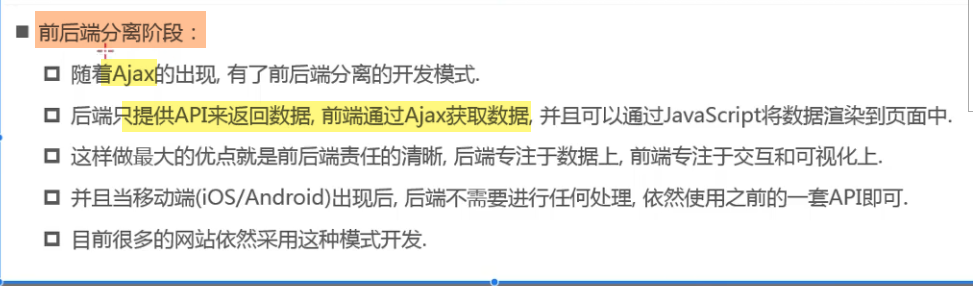 前后端分离阶段：
随着Ajax的出现, 有了前后端分离的开发模式.
后端只提供API来返回数据, 前端通过Ajax获取数据, 并且可以通过JavaScript将数据渲染到页面中.
这样做最大的优点就是前后端责任的清晰, 后端专注于数据上, 前端专注于交互和可视化上.
并且当移动端(iOS/Android)出现后, 后端不需要进行任何处理, 依然使用之前的一套API即可.
目前很多的网站依然采用这种模式开发.